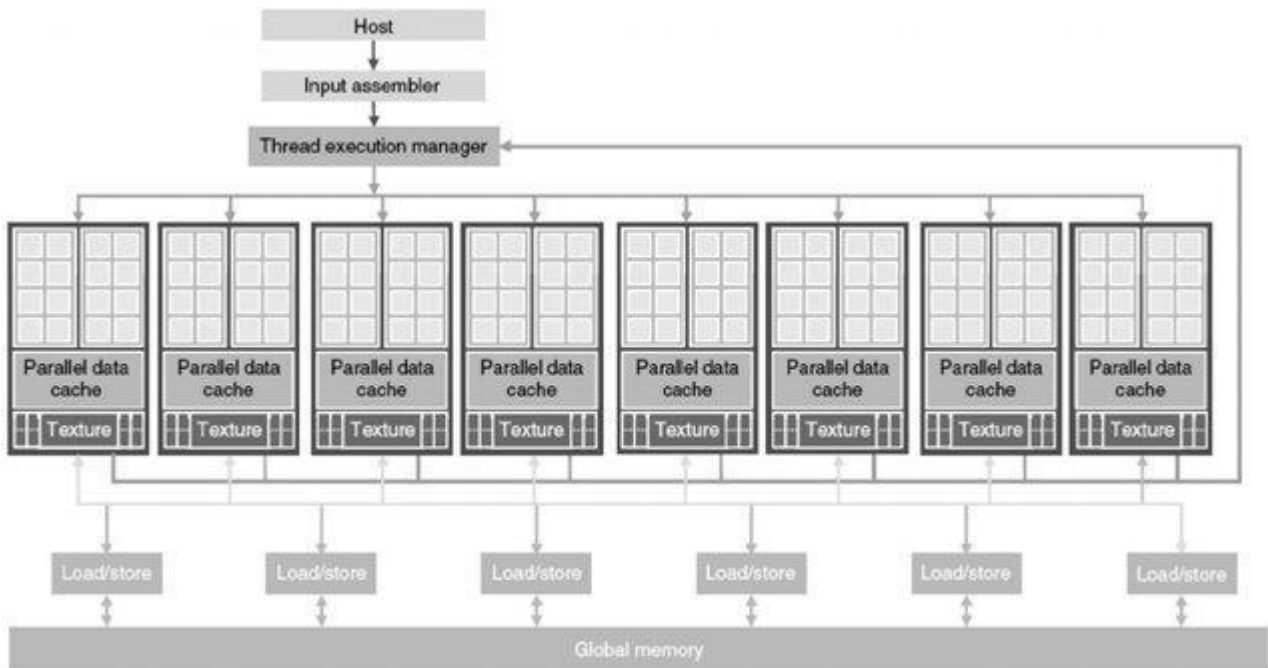 Host
Input assembler
Thread execution manager
Parallel data cache
Parallel data cache
Parallel data cache
Parallel data cache
Parallel data cache
Parallel data cache
Parallel data cache
Parallel data cache
Texture
Texture
Texture
Texture
Texture
Texture
Texture
Texture
Load/store
Load/store
Load/store
Load/store
Load/store
Load/store
Global memory